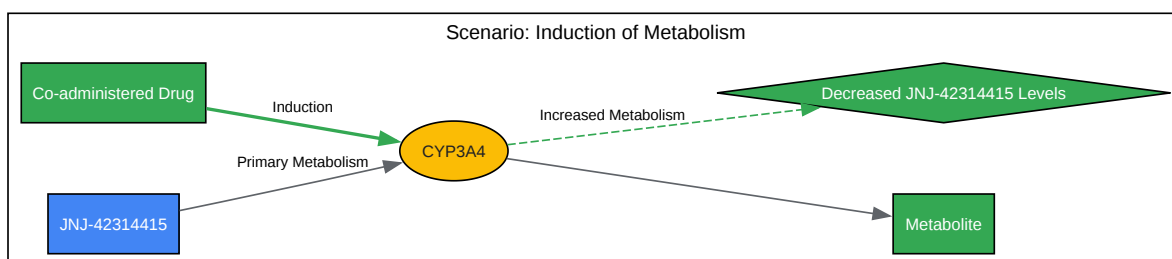 Scenario: Induction of Metabolism
Co-administered Drug
Induction
Increased Metabolism
Decreased JNJ-42314415 Levels
Primary Metabolism
CYP3A4
JNJ-42314415
Metabolite